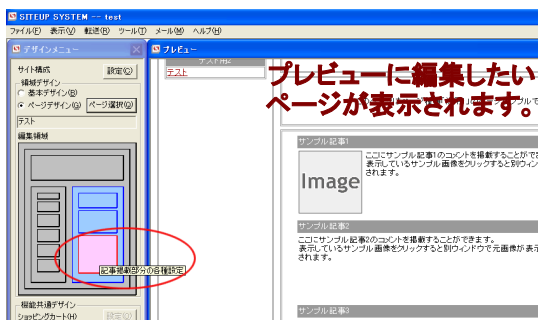 SITEUP SYSTEM -- test
ファイル(F) 表示(V) 転送(R) ツール(T) メール(M) ヘルプ(H)
デザインメニュー
サイト構成 設定(C)
領域デザイン
基本デザイン(B)
ページデザイン(G) ページ選択(O)
テスト
編集領域
記事掲載部分の各種設定
機能共通デザイン
ショッピングカート(H) 設定(D)
プレビュー
テスト用2
テスト
プレビューに編集したい
ページが表示されます。
サンプル記事1
ここにサンプル記事1のコメントを掲載することがで
表示しているサンプル画像をクリックすると別ウィン
されます。
Image
サンプル記事2
ここにサンプル記事2のコメントを掲載することができます。
表示しているサンプル画像をクリックすると別ウィンドウで元画像が表示
されます。
サンプル記事3